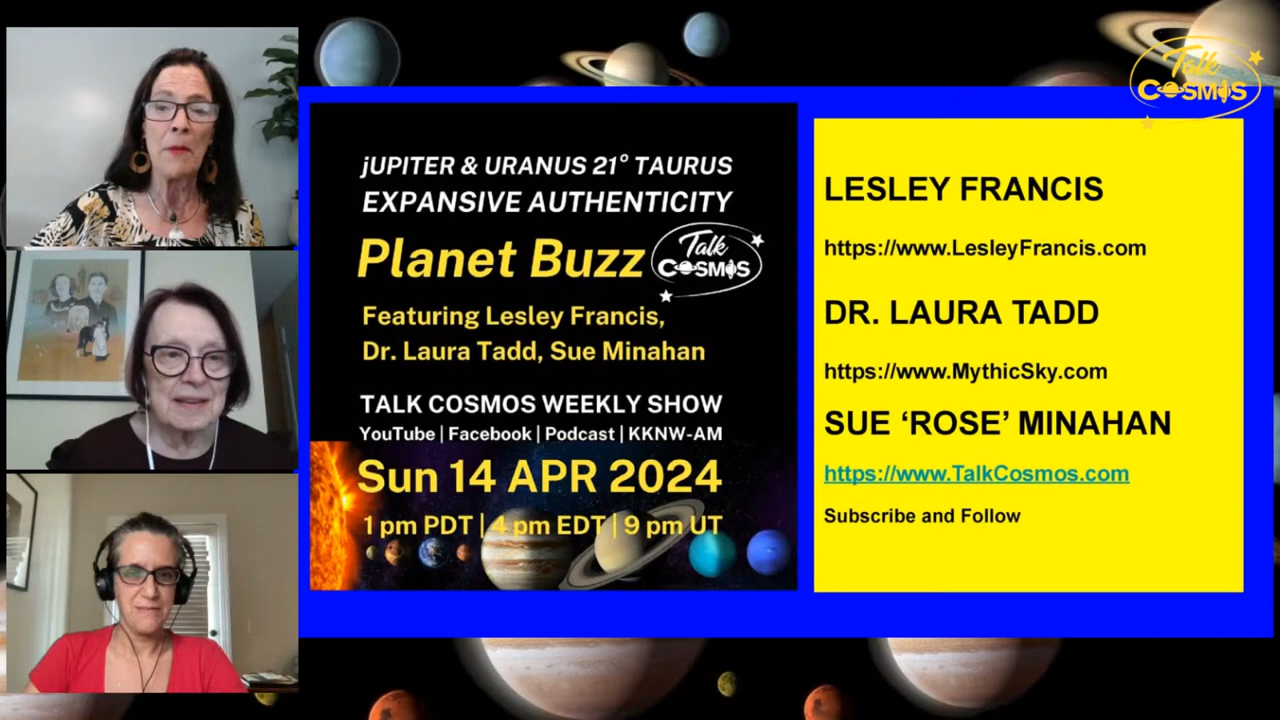 jUPITER & URANUS 21° TAURUS
EXPANSIVE AUTHENTICITY
Planet Buzz
Talk
COSMOS
Featuring Lesley Francis,
Dr. Laura Tadd, Sue Minahan
TALK COSMOS WEEKLY SHOW
YouTube | Facebook | Podcast | KKNW-AM
Sun 14 APR 2024
1 pm PDT | 4 pm EDT | 9 pm UT
Talk
COSMOS
LESLEY FRANCIS
https://www.LesleyFrancis.com
DR. LAURA TADD
https://www.MythicSky.com
SUE ‘ROSE’ MINAHAN
https://www.TalkCosmos.com
Subscribe and Follow